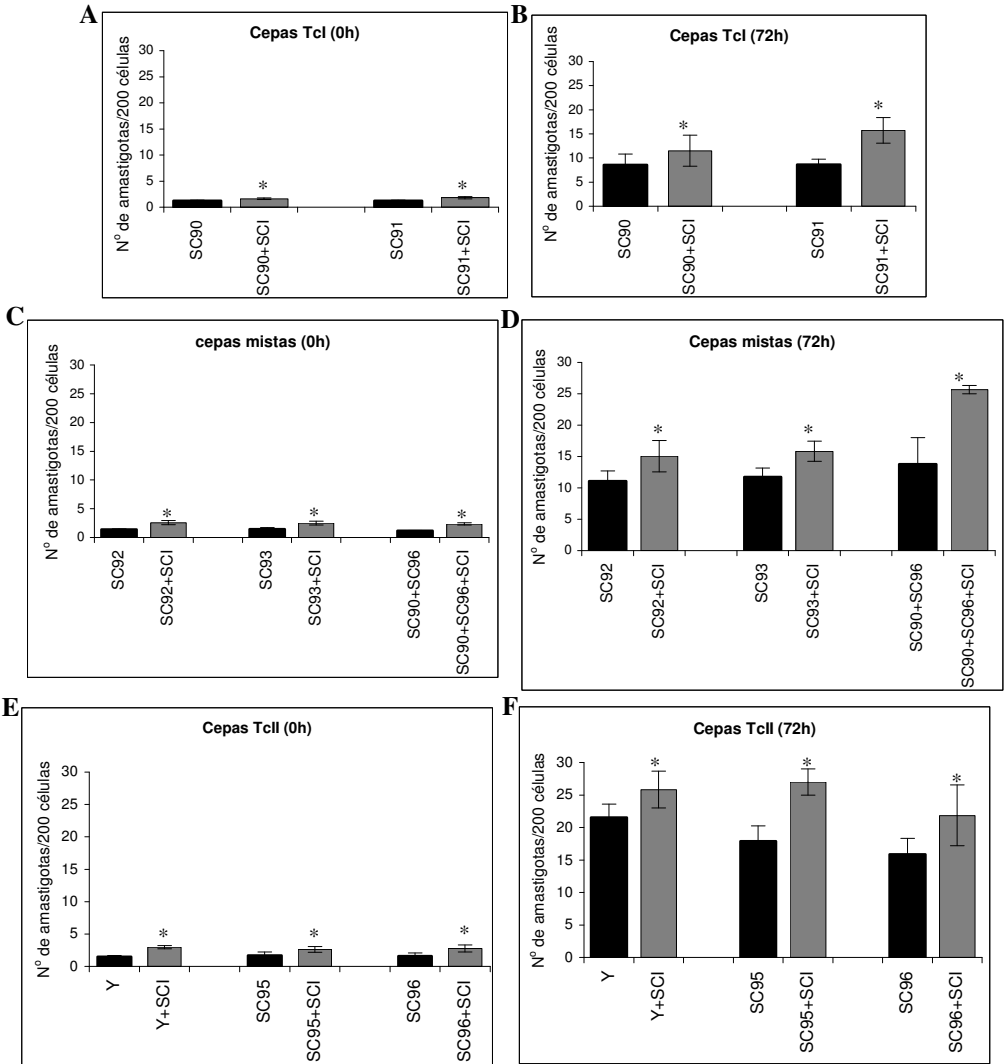 A
Cepas TcI (0h)
Nº de amastigotas/200 células
30
25
20
15
10
5
0
*
*
SC90
SC90+SCI
SC91
SC91+SCI
B
Cepas TcI (72h)
Nº de amastigotas/200 células
30
25
20
15
10
5
0
*
*
SC90
SC90+SCI
SC91
SC91+SCI
C
cepas mistas (0h)
Nº de amastigotas/200 células
30
25
20
15
10
5
0
*
*
*
SC92
SC92+SCI
SC93
SC93+SCI
SC90+SC96
SC90+SC96+SCI
D
Cepas mistas (72h)
Nº de amastigotas/200 células
30
25
20
15
10
5
0
*
*
*
SC92
SC92+SCI
SC93
SC93+SCI
SC90+SC96
SC90+SC96+SCI
E
Cepas TcII (0h)
Nº de amastigotas/200 células
30
25
20
15
10
5
0
*
*
*
Y
Y+SCI
SC95
SC95+SCI
SC96
SC96+SCI
F
Cepas TcII (72h)
Nº de amastigotas/200 células
30
25
20
15
10
5
0
*
*
*
Y
Y+SCI
SC95
SC95+SCI
SC96
SC96+SCI